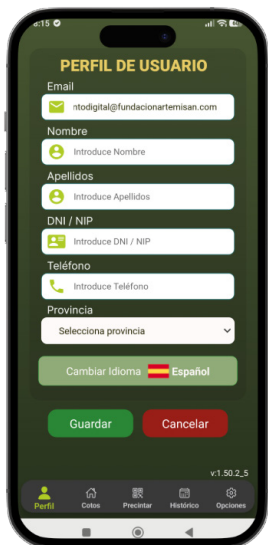 8:15
PERFIL DE USUARIO
Email
ntodigital@fundacionartemisan.com
Nombre
Introduce Nombre
Apellidos
Introduce Apellidos
DNI / NIP
Introduce DNI / NIP
Teléfono
Introduce Teléfono
Provincia
Selecciona provincia
Cambiar Idioma Español
Guardar Cancelar
v:1.50.2_5
Perfil Cotos Precintar Histórico Opciones